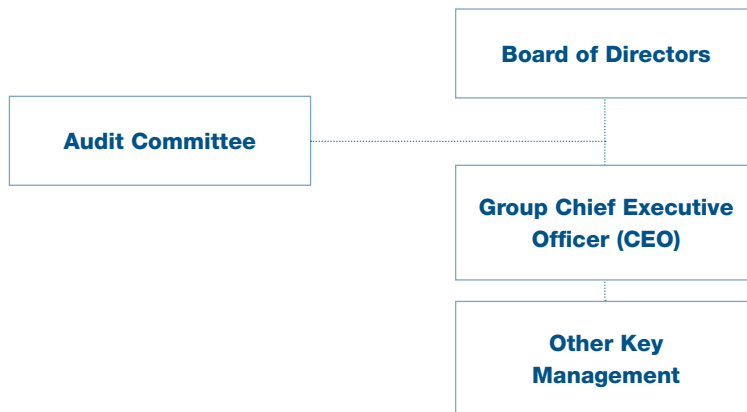 Board of Directors
Audit Committee
Group Chief Executive
Officer (CEO)
Other Key
Management